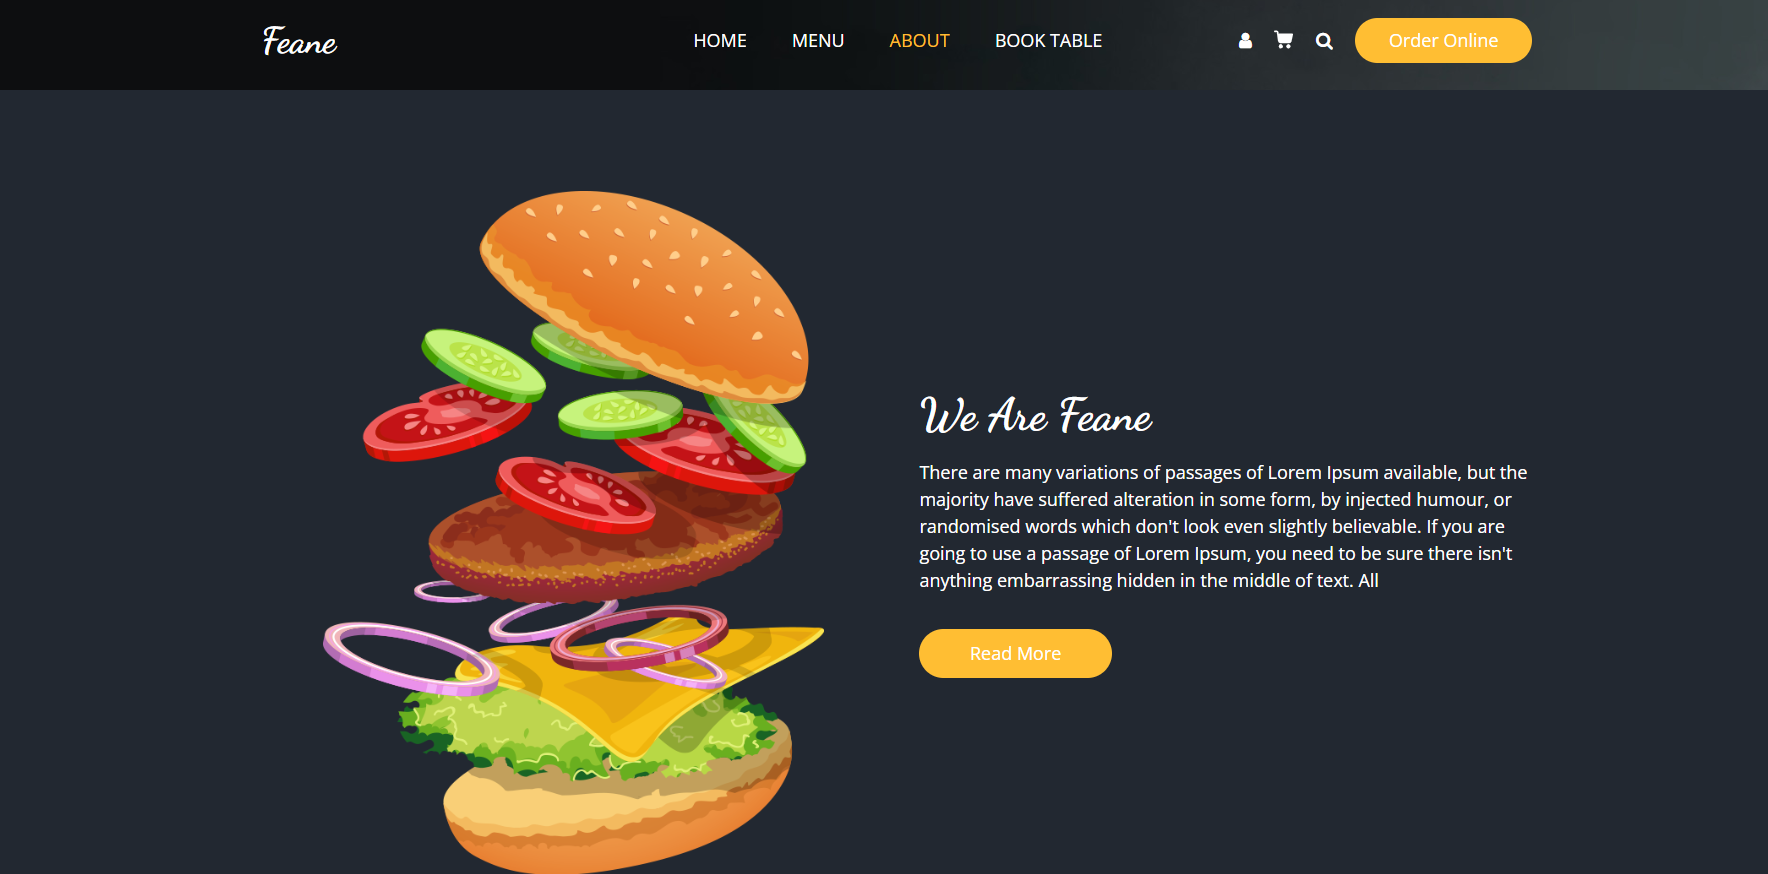 Feane
HOME MENU ABOUT BOOK TABLE
Order Online
We Are Feane
There are many variations of passages of Lorem Ipsum available, but the
majority have suffered alteration in some form, by injected humour, or
randomised words which don't look even slightly believable. If you are
going to use a passage of Lorem Ipsum, you need to be sure there isn't
anything embarrassing hidden in the middle of text. All
Read More